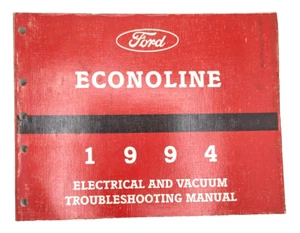 Ford
ECONOLINE
1 9 9 4
ELECTRICAL AND VACUUM
TROUBLESHOOTING MANUAL